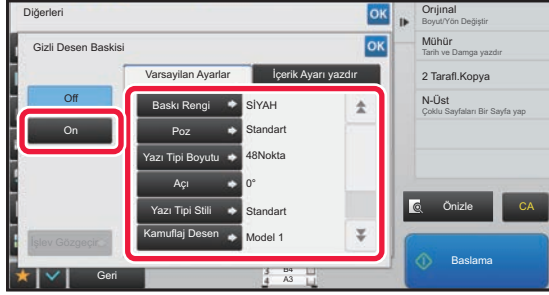 Diğerleri
OK
Gizli Desen Baskisi
OK
Varsayılan Ayarlar
İçerik Ayarı yazdır
Off
On
Baskı Rengi
SİYAH
Poz
Standart
Yazı Tipi Boyutu
48Nokta
Açı
0°
Yazı Tipi Stili
Standart
Kamuflaj Desen
Model 1
İşlev Gözgeçir
Geri
3 B4
4 A3
Orijinal
Boyut/Yön Değiştir
Mühür
Tarih ve Damga yazdır
2 Tarafl.Kopya
N-Üst
Çoklu Sayfaları Bir Sayfa yap
Önizle
CA
Baslama